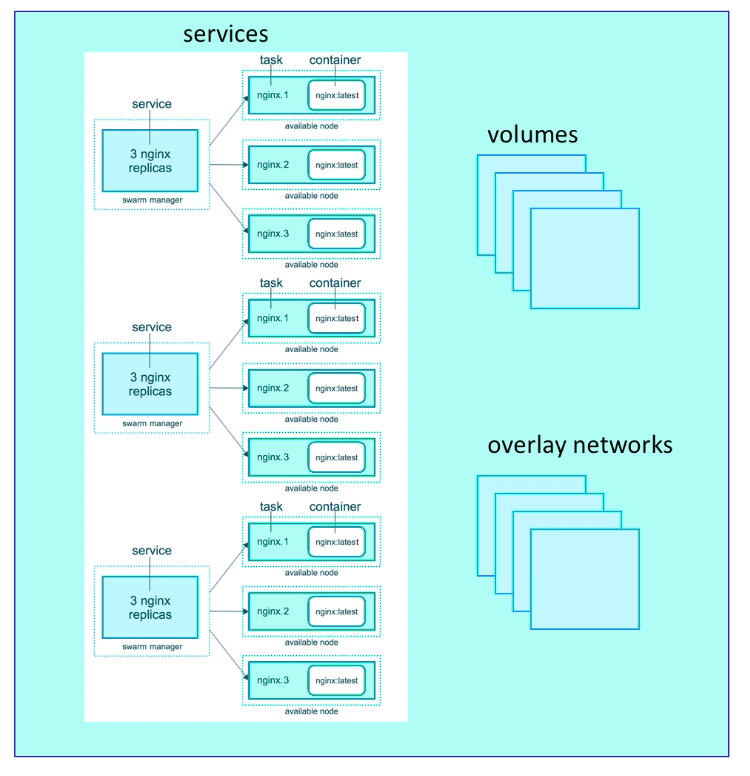 services
task container
nginx.1 nginx:latest
available node
service
3 nginx
replicas
swarm manager
nginx.2 nginx:latest
available node
nginx.3 nginx:latest
available node
task container
nginx.1 nginx:latest
available node
service
3 nginx
replicas
swarm manager
nginx.2 nginx:latest
available node
nginx.3 nginx:latest
available node
task container
nginx.1 nginx:latest
available node
service
3 nginx
replicas
swarm manager
nginx.2 nginx:latest
available node
nginx.3 nginx:latest
available node
volumes
overlay networks